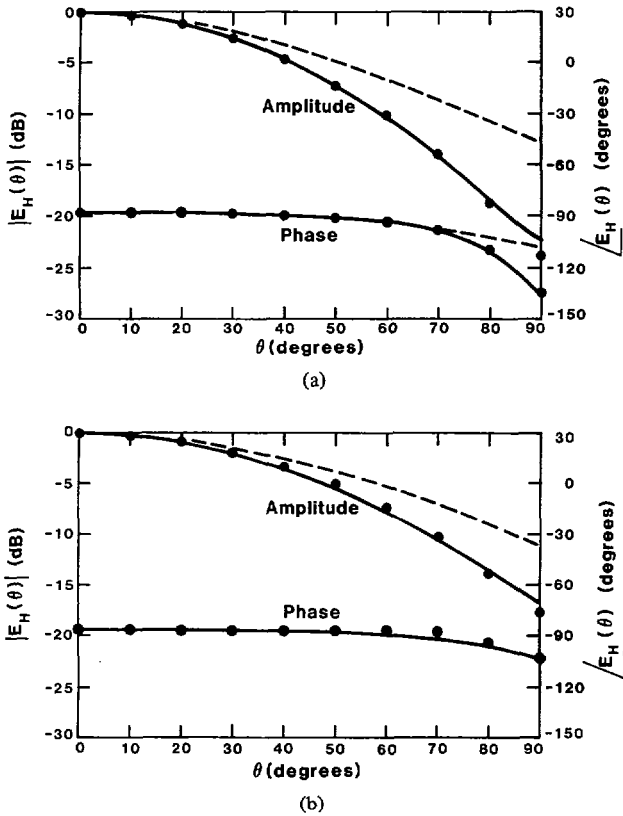 0
-5
-10
-15
-20
-25
-30
|E_H(θ)| (dB)
Amplitude
Phase
30
0
-30
-60
-90
-120
-150
/E_H(θ) (degrees)
0 10 20 30 40 50 60 70 80 90
θ(degrees)
(a)
0
-5
-10
-15
-20
-25
-30
|E_H(θ)| (dB)
Amplitude
Phase
30
0
-30
-60
-90
-120
-150
/E_H(θ) (degrees)
0 10 20 30 40 50 60 70 80 90
θ(degrees)
(b)